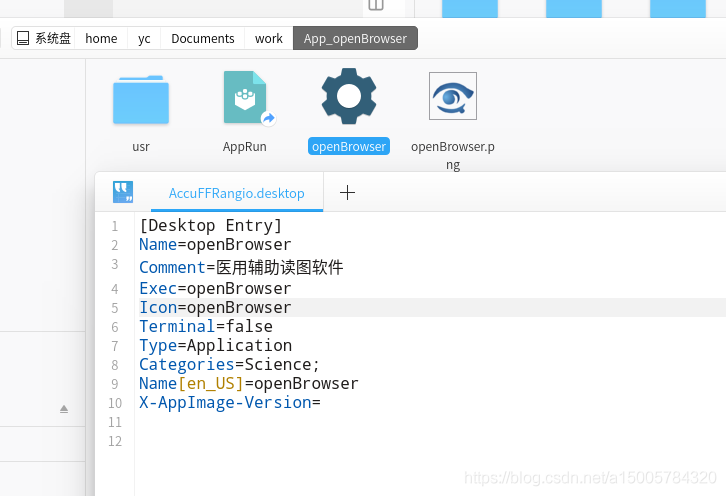 系统盘 home yc Documents work App_openBrowser
usr AppRun openBrowser openBrowser.p
ng
AccuFFRangio.desktop
1 [Desktop Entry]
2 Name=openBrowser
3 Comment=医用辅助读图软件
4 Exec=openBrowser
5 Icon=openBrowser
6 Terminal=false
7 Type=Application
8 Categories=Science;
9 Name[en_US]=openBrowser
10 X-AppImage-Version=
11
12
https://blog.csdn.net/a15005784320